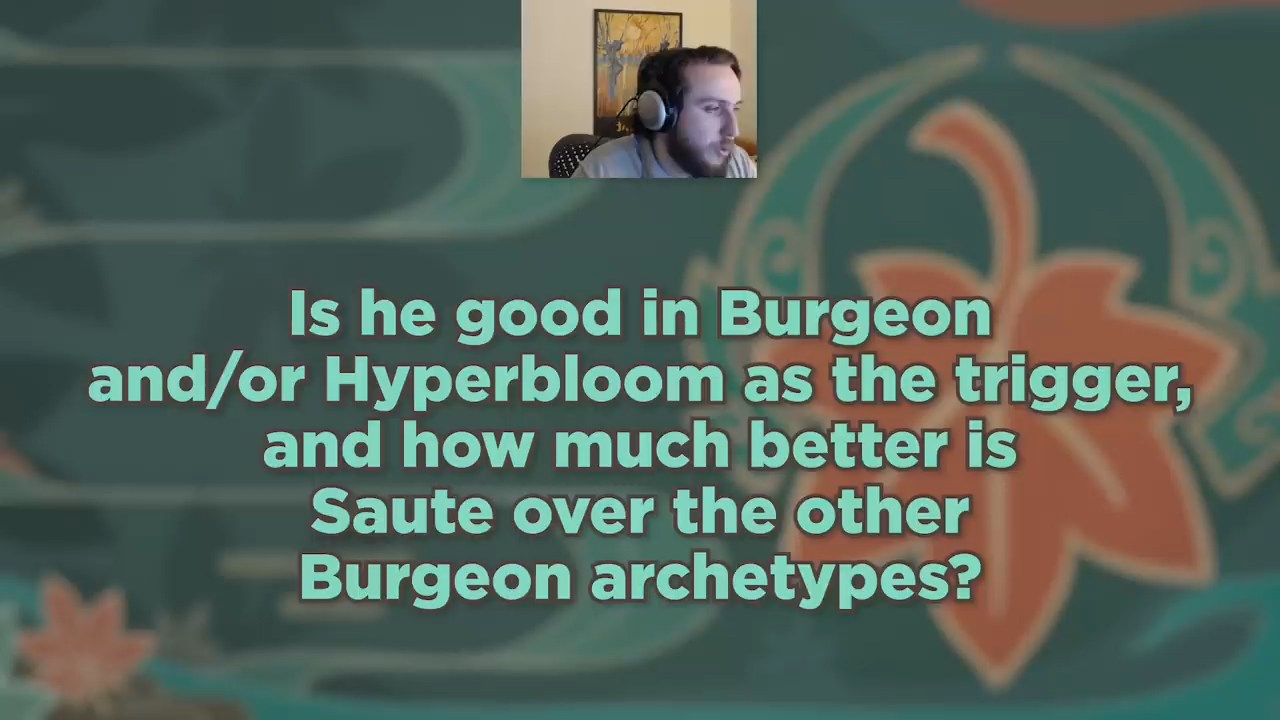 Is he good in Burgeon
and/or Hyperbloom as the trigger,
and how much better is
Saute over the other
Burgeon archetypes?